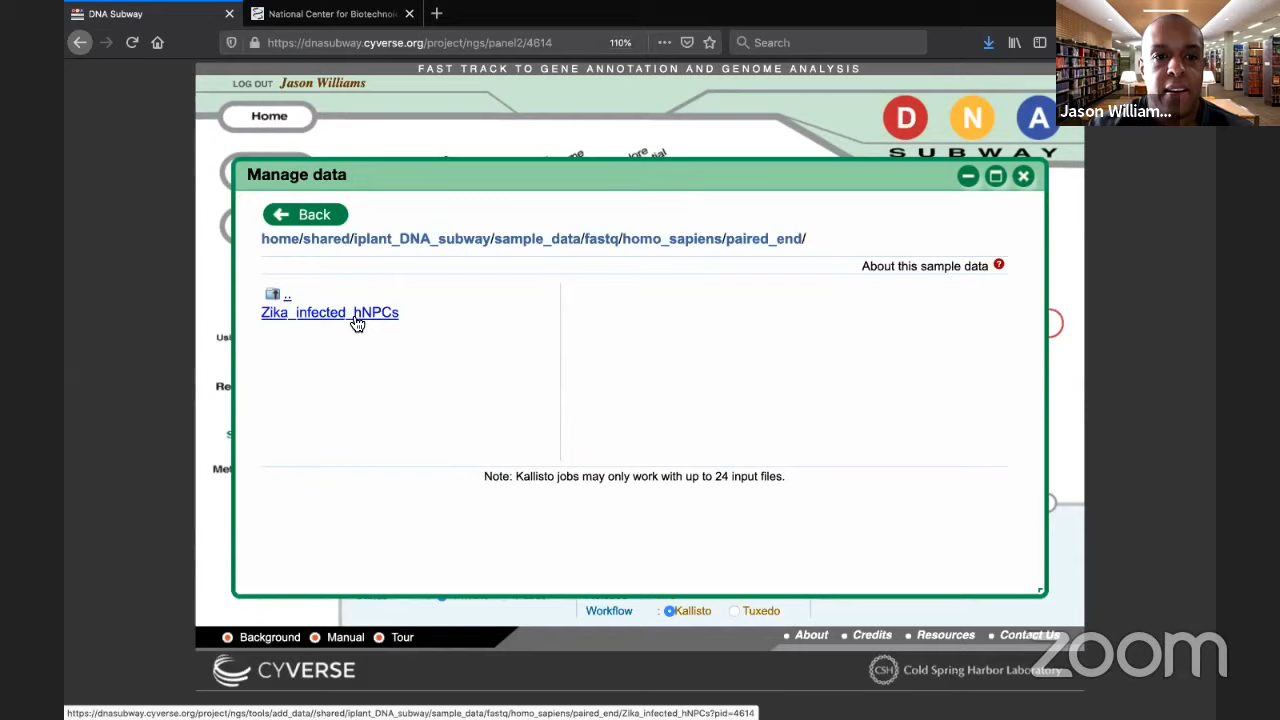 DNA Subway
National Center for Biotechnolo
https://dnasubway.cyverse.org/project/ngs/panel2/4614
110%
Search
FAST TRACK TO GENE ANNOTATION AND GENOME ANALYSIS
LOG OUT Jason Williams
Home
D N A
SUBWAY
Jason William...
Manage data
Back
home/shared/iplant_DNA_subway/sample_data/fastq/homo_sapiens/paired_end/
About this sample data ?
..
Zika_infected_hNPCs
Note: Kallisto jobs may only work with up to 24 input files.
Workflow : Kallisto Tuxedo
Background Manual Tour
About Credits Resources Contact Us
CYVERSE
CSH Cold Spring Harbor Laboratory
zoom
https://dnasubway.cyverse.org/project/ngs/tools/add_data//shared/iplant_DNA_subway/sample_data/fastq/homo_sapiens/paired_end/Zika_infected_hNPCs?pid=4614